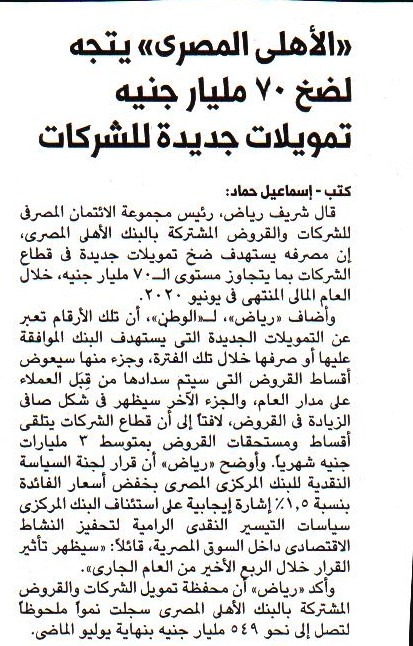 «الأهلى المصرى» يتجه
لضخ ٧٠ مليار جنيه
تمويلات جديدة للشركات
كتب - إسماعيل حماد:
قال شريف رياض، رئيس مجموعة الائتمان المصرفى
للشركات والقروض المشتركة بالبنك الأهلى المصرى،
إن مصرفه يستهدف ضخ تمويلات جديدة فى قطاع
الشركات بما يتجاوز مستوى الـ٧٠ مليار جنيه، خلال
العام المالى المنتهى فى يونيو ٢٠٢٠.
وأضاف «رياض»، لـ«الوطن»، أن تلك الأرقام تعبر
عن التمويلات الجديدة التى يستهدف البنك الموافقة
عليها أو صرفها خلال تلك الفترة، وجزء منها سيعوض
أقساط القروض التى سيتم سدادها من قِبَل العملاء
على مدار العام، والجزء الآخر سيظهر فى شكل صافى
الزيادة فى القروض، لافتاً إلى أن قطاع الشركات يتلقى
أقساط ومستحقات القروض بمتوسط ٣ مليارات
جنيه شهرياً. وأوضح «رياض» أن قرار لجنة السياسة
النقدية للبنك المركزى المصرى بخفض أسعار الفائدة
بنسبة ١,٥٪ إشارة إيجابية على استئناف البنك المركزى
سياسات التيسير النقدى الرامية لتحفيز النشاط
الاقتصادى داخل السوق المصرية، قائلاً: «سيظهر تأثير
القرار خلال الربع الأخير من العام الجارى».
وأكد «رياض» أن محفظة تمويل الشركات والقروض
المشتركة بالبنك الأهلى المصرى سجلت نمواً ملحوظاً
لتصل إلى نحو ٥٤٩ مليار جنيه بنهاية يوليو الماضى.